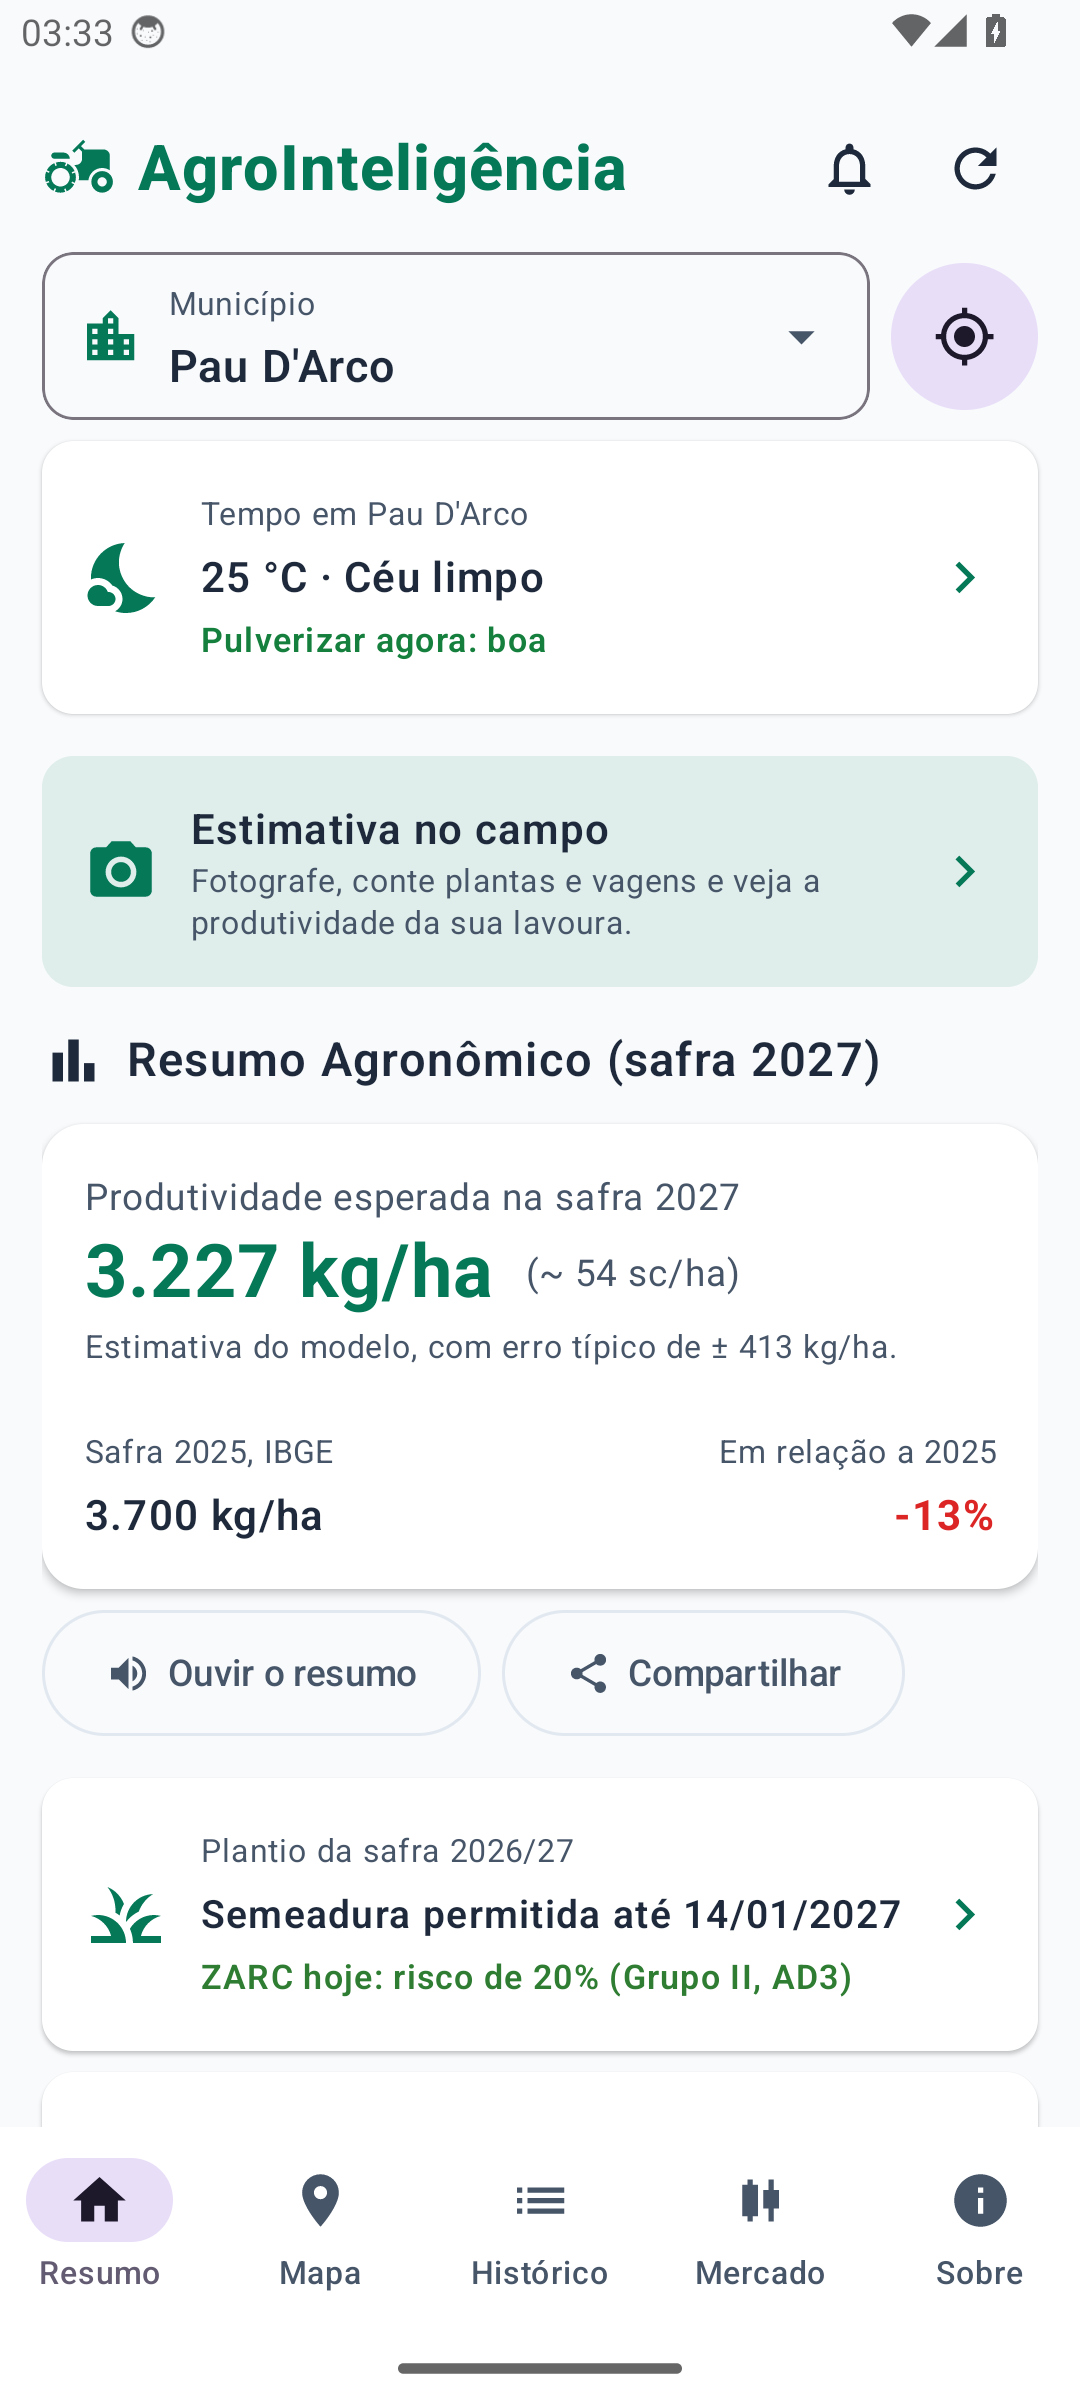 03:33
AgroInteligência
Município
Pau D'Arco
Tempo em Pau D'Arco
25 °C · Céu limpo
Pulverizar agora: boa
Estimativa no campo
Fotografe, conte plantas e vagens e veja a
produtividade da sua lavoura.
Resumo Agronômico (safra 2027)
Produtividade esperada na safra 2027
3.227 kg/ha (~ 54 sc/ha)
Estimativa do modelo, com erro típico de ± 413 kg/ha.
Safra 2025, IBGE Em relação a 2025
3.700 kg/ha -13%
Ouvir o resumo Compartilhar
Plantio da safra 2026/27
Semeadura permitida até 14/01/2027
ZARC hoje: risco de 20% (Grupo II, AD3)
Resumo Mapa Histórico Mercado Sobre